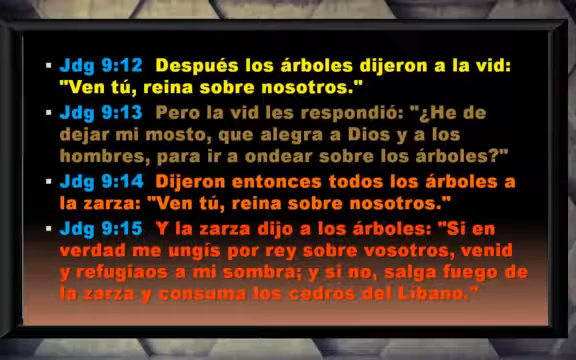 Jdg 9:12 Después los árboles dijeron a la vid:
"Ven tú, reina sobre nosotros."
Jdg 9:13 Pero la vid les respondió: "¿He de
dejar mi mosto, que alegra a Dios y a los
hombres, para ir a ondear sobre los árboles?"
Jdg 9:14 Dijeron entonces todos los árboles a
la zarza: "Ven tú, reina sobre nosotros."
Jdg 9:15 Y la zarza dijo a los árboles: "Si en
verdad me ungís por rey sobre vosotros, venid
y refugiaos a mi sombra; y si no, salga fuego de
la zarza y consuma los cedros del Líbano."